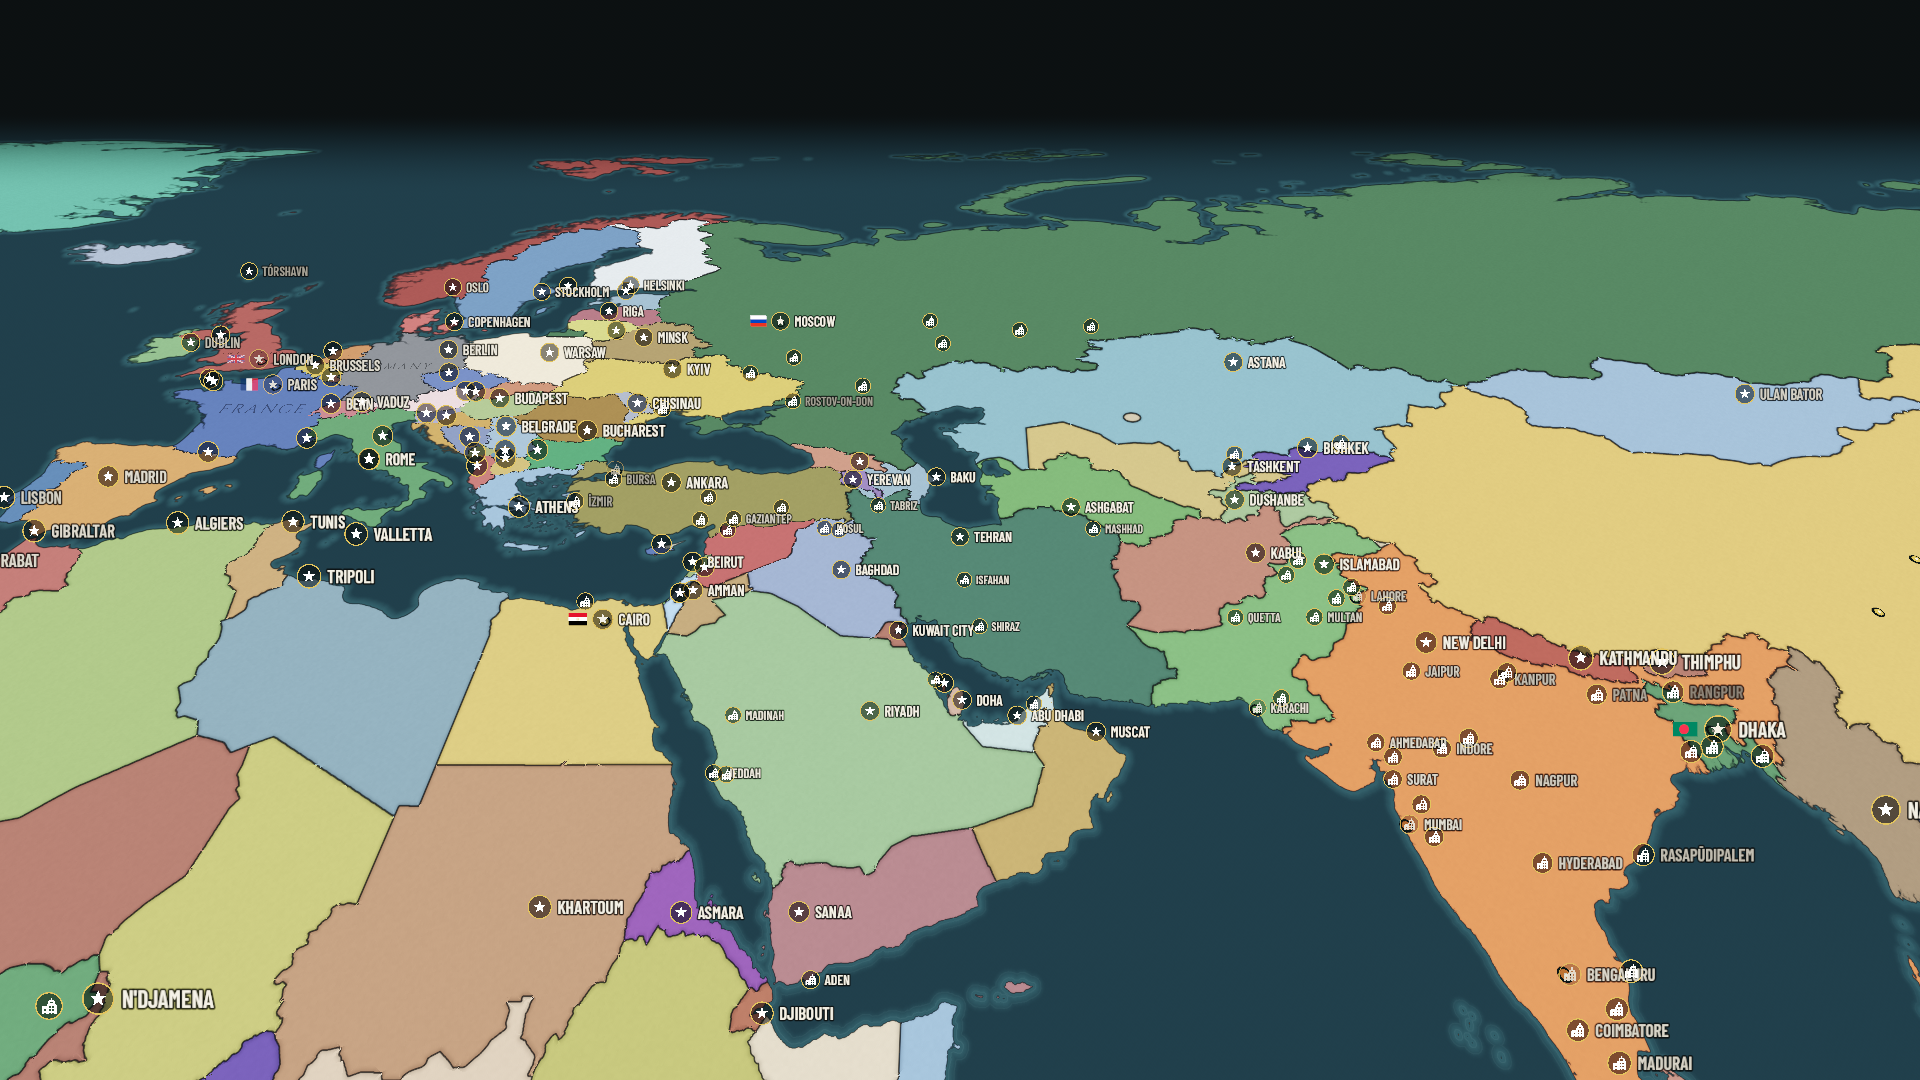 TÓRSHAVN
OSLO
STOCKHOLM
HELSINKI
RIGA
COPENHAGEN
MOSCOW
MINSK
DUBLIN
LONDON
BRUSSELS
BERLIN
WARSAW
KYIV
ASTANA
PARIS
FRANCE
BERN
VADUZ
BUDAPEST
CHISINAU
ROSTOV-ON-DON
ULAN BATOR
BELGRADE
BUCHAREST
ROME
BISHKEK
TASHKENT
MADRID
BURSA
ANKARA
YEREVAN
BAKU
LISBON
ATHENS
İZMIR
TABRIZ
ASHGABAT
DUSHANBE
GIBRALTAR
ALGIERS
TUNIS
VALLETTA
GAZIANTEP
MOSUL
MASHHAD
TEHRAN
RABAT
BEIRUT
BAGHDAD
KABUL
ISLAMABAD
TRIPOLI
AMMAN
ISFAHAN
LAHORE
CAIRO
KUWAIT CITY
SHIRAZ
QUETTA
MULTAN
NEW DELHI
KATHMANDU
THIMPHU
JAIPUR
KANPUR
PATNA
RANGPUR
MADINAH
RIYADH
DOHA
ABU DHABI
KARACHI
MUSCAT
DHAKA
AHMEDABAD
INDORE
JEDDAH
SURAT
NAGPUR
MUMBAI
HYDERABAD
RASAPŪDIPALEM
KHARTOUM
ASMARA
SANAA
ADEN
BENGALURU
N'DJAMENA
DJIBOUTI
COIMBATORE
MADURAI